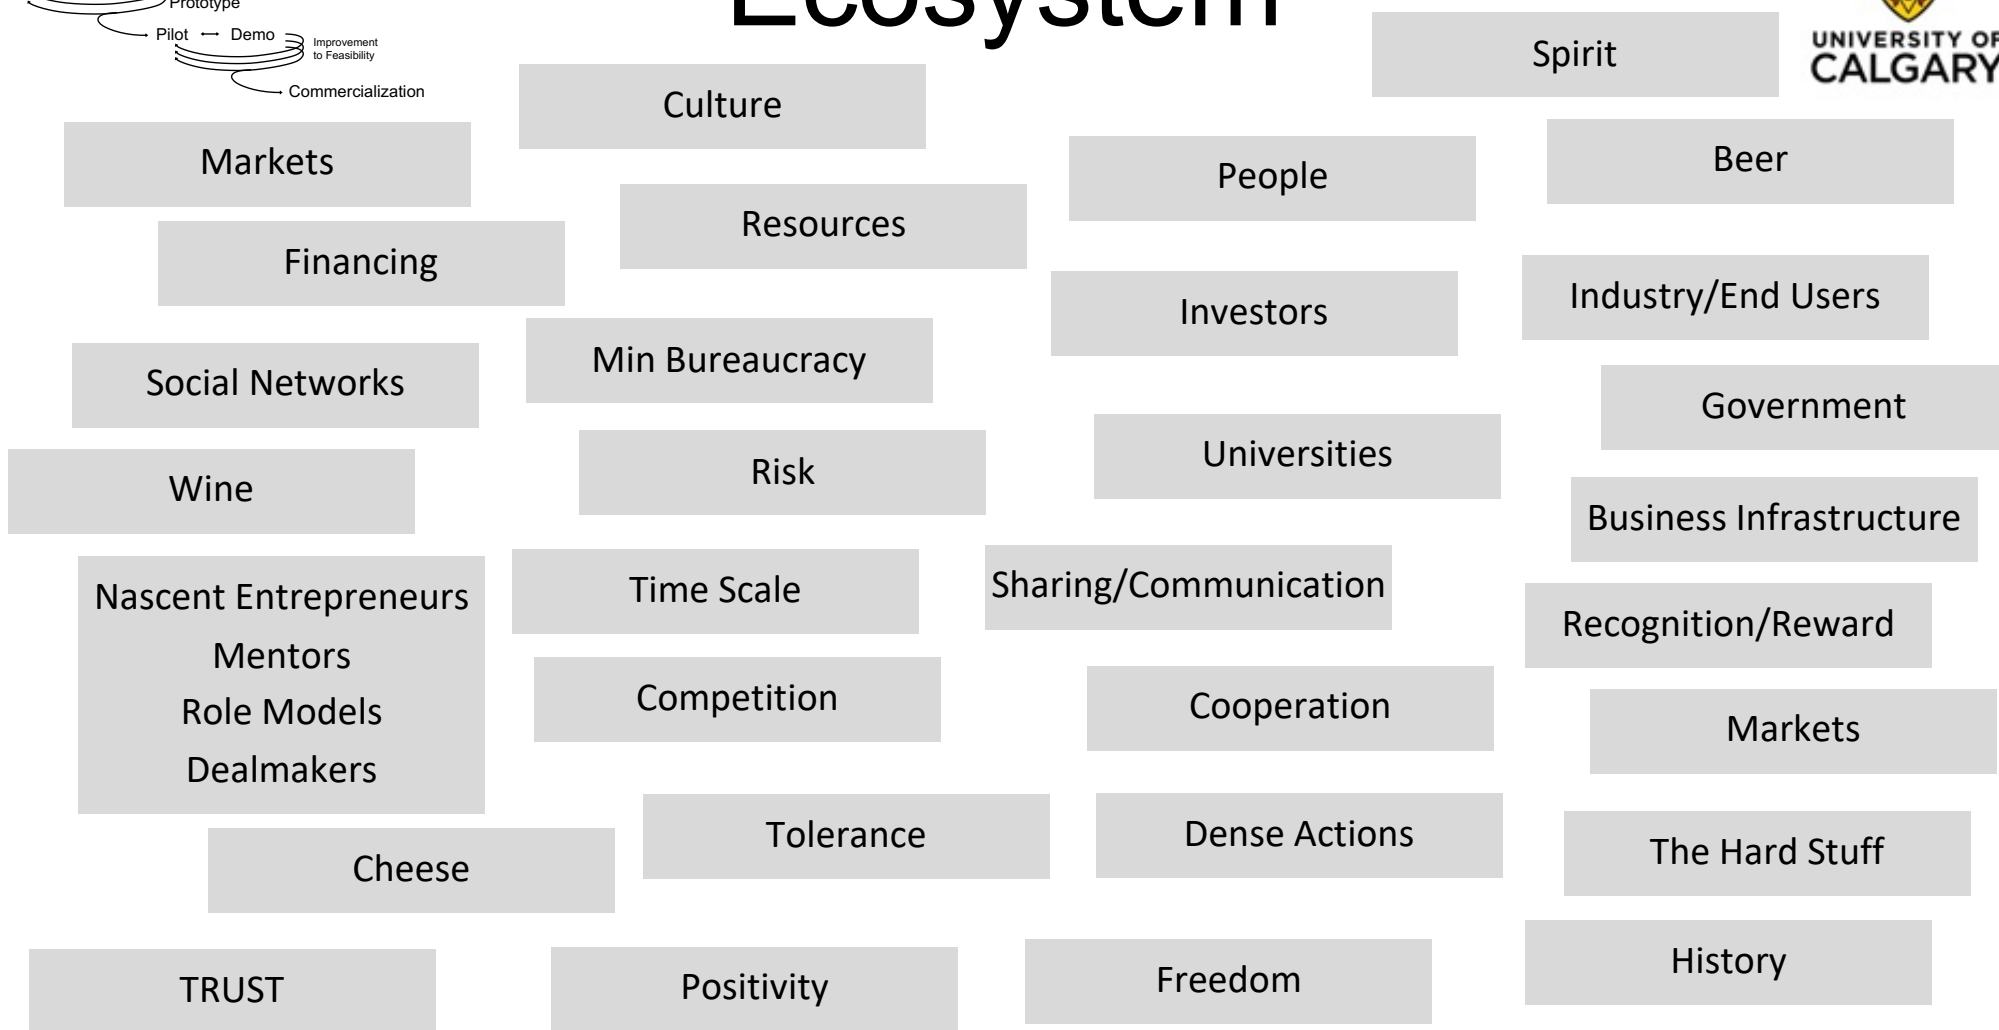 Prototype
Ecosystem
Pilot
Demo
Improvement
to Feasibility
Commercialization
UNIVERSITY OF
CALGARY
Spirit
Culture
Markets
People
Beer
Resources
Financing
Investors
Industry/End Users
Min Bureaucracy
Social Networks
Government
Universities
Risk
Wine
Business Infrastructure
Nascent Entrepreneurs
Mentors
Role Models
Dealmakers
Time Scale
Sharing/Communication
Recognition/Reward
Competition
Cooperation
Markets
Tolerance
Dense Actions
The Hard Stuff
Cheese
History
TRUST
Positivity
Freedom